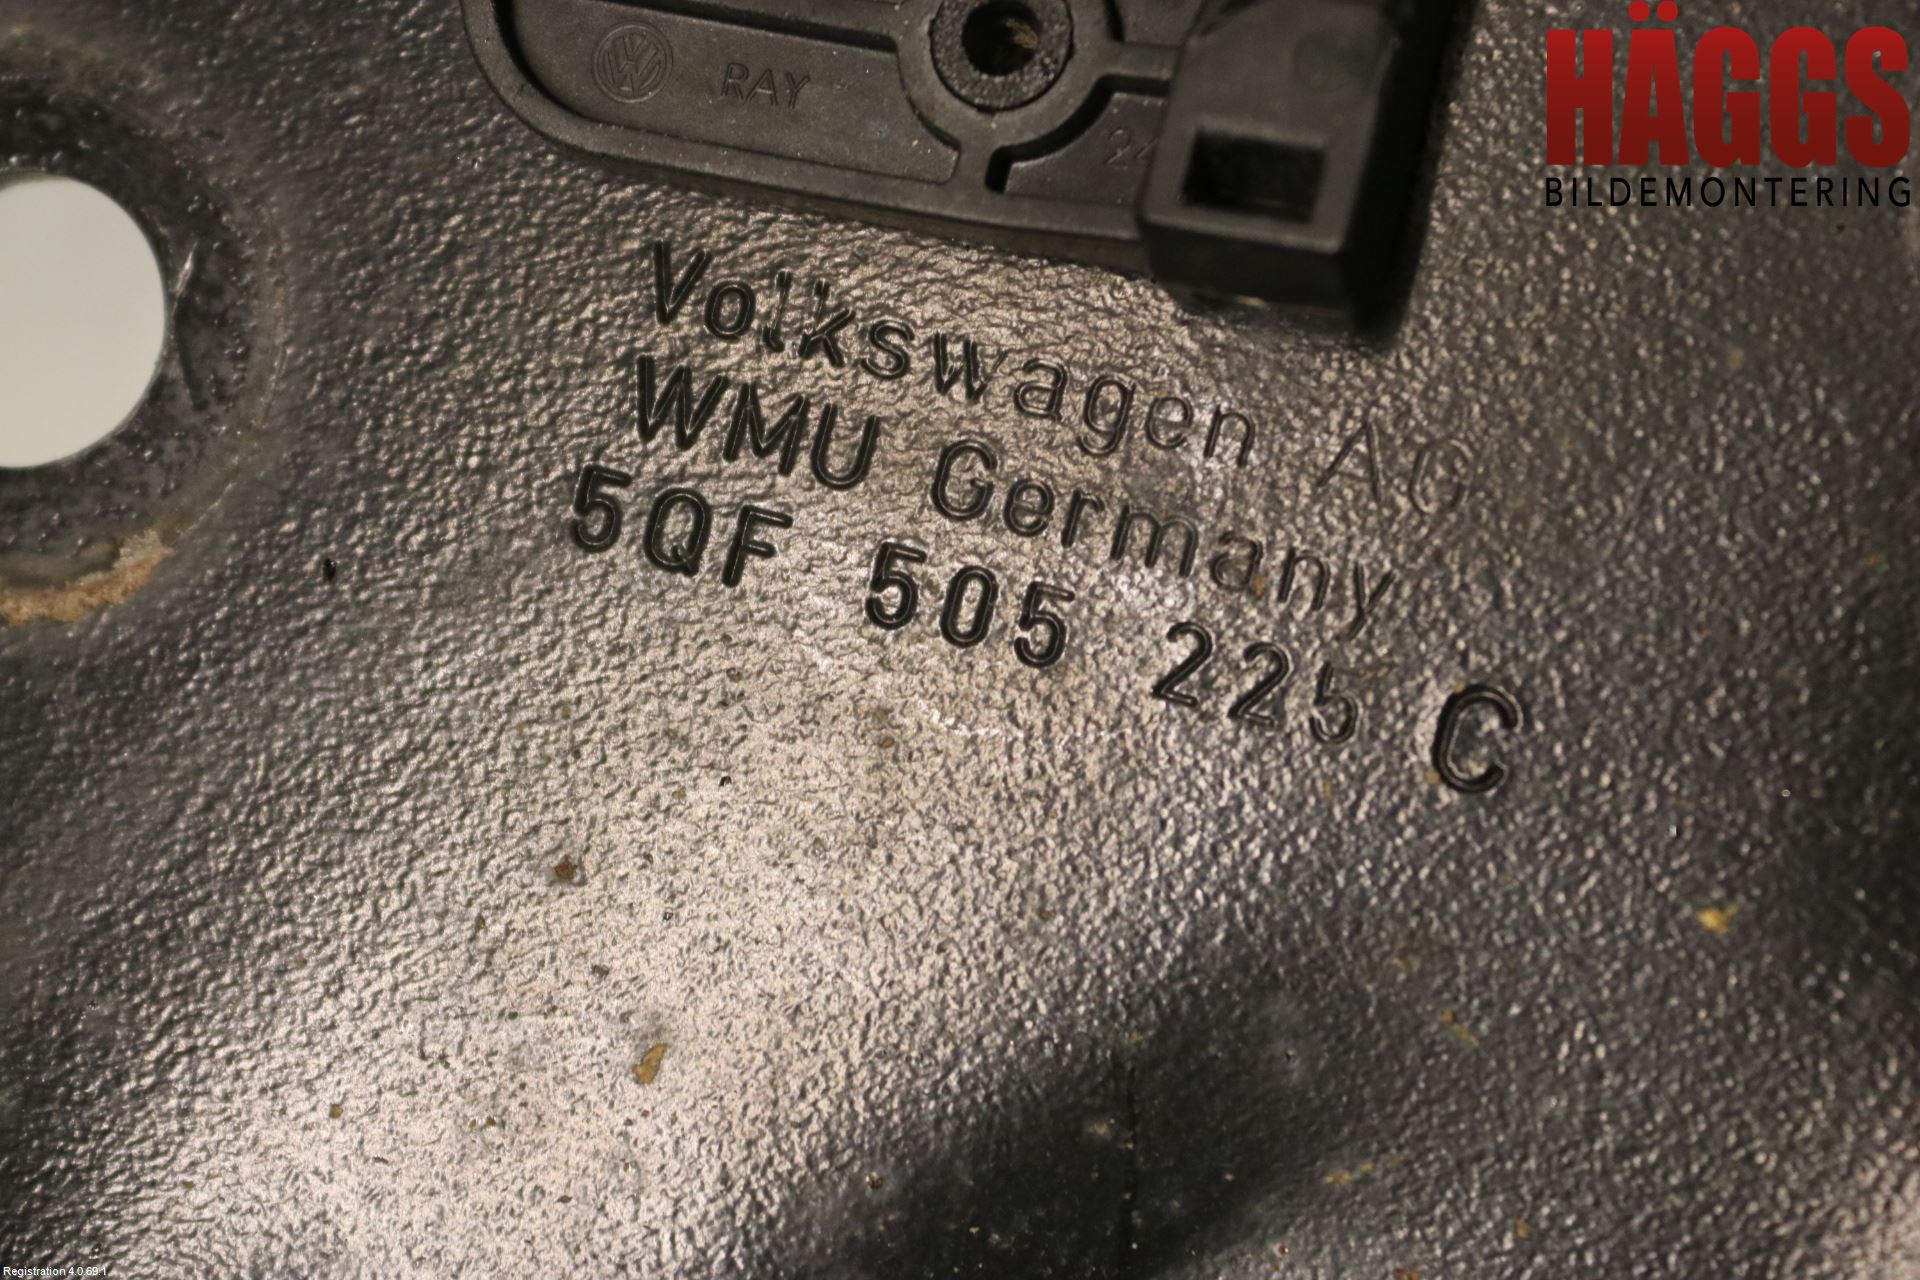 HÄGGS
BILDEMONTERING
RAY
Volkswagen AG
WMU Germany
5QF 505 225 C
Registration 4.0.69.1